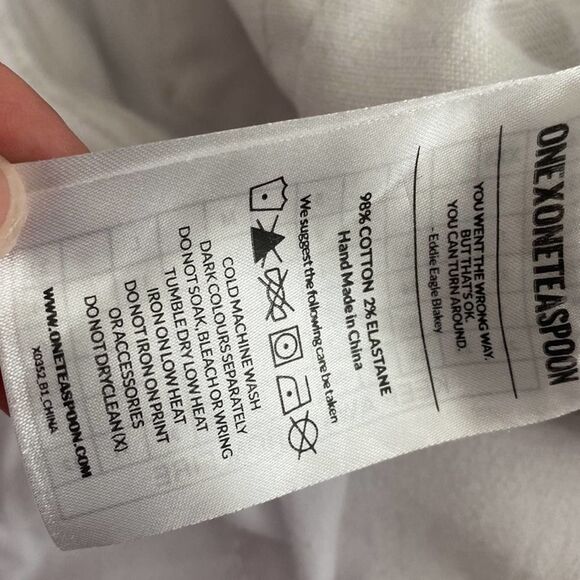 ONE X ONETEASPOON
YOU WENT THE WRONG WAY.
BUT THAT'S OK.
YOU CAN TURN AROUND.
- Eddie Eagle Blakey
98% COTTON 2% ELASTANE
Hand Made in China
We suggest the following care be taken
COLD MACHINE WASH
DARK COLOURS SEPARATELY
DO NOT SOAK, BLEACH OR WRING
TUMBLE DRY LOW HEAT
IRON ON LOW HEAT
DO NOT IRON ON PRINT
OR ACCESSORIES
DO NOT DRYCLEAN (X)
WWW.ONETEASPOON.COM
X0352_B1_CHINA